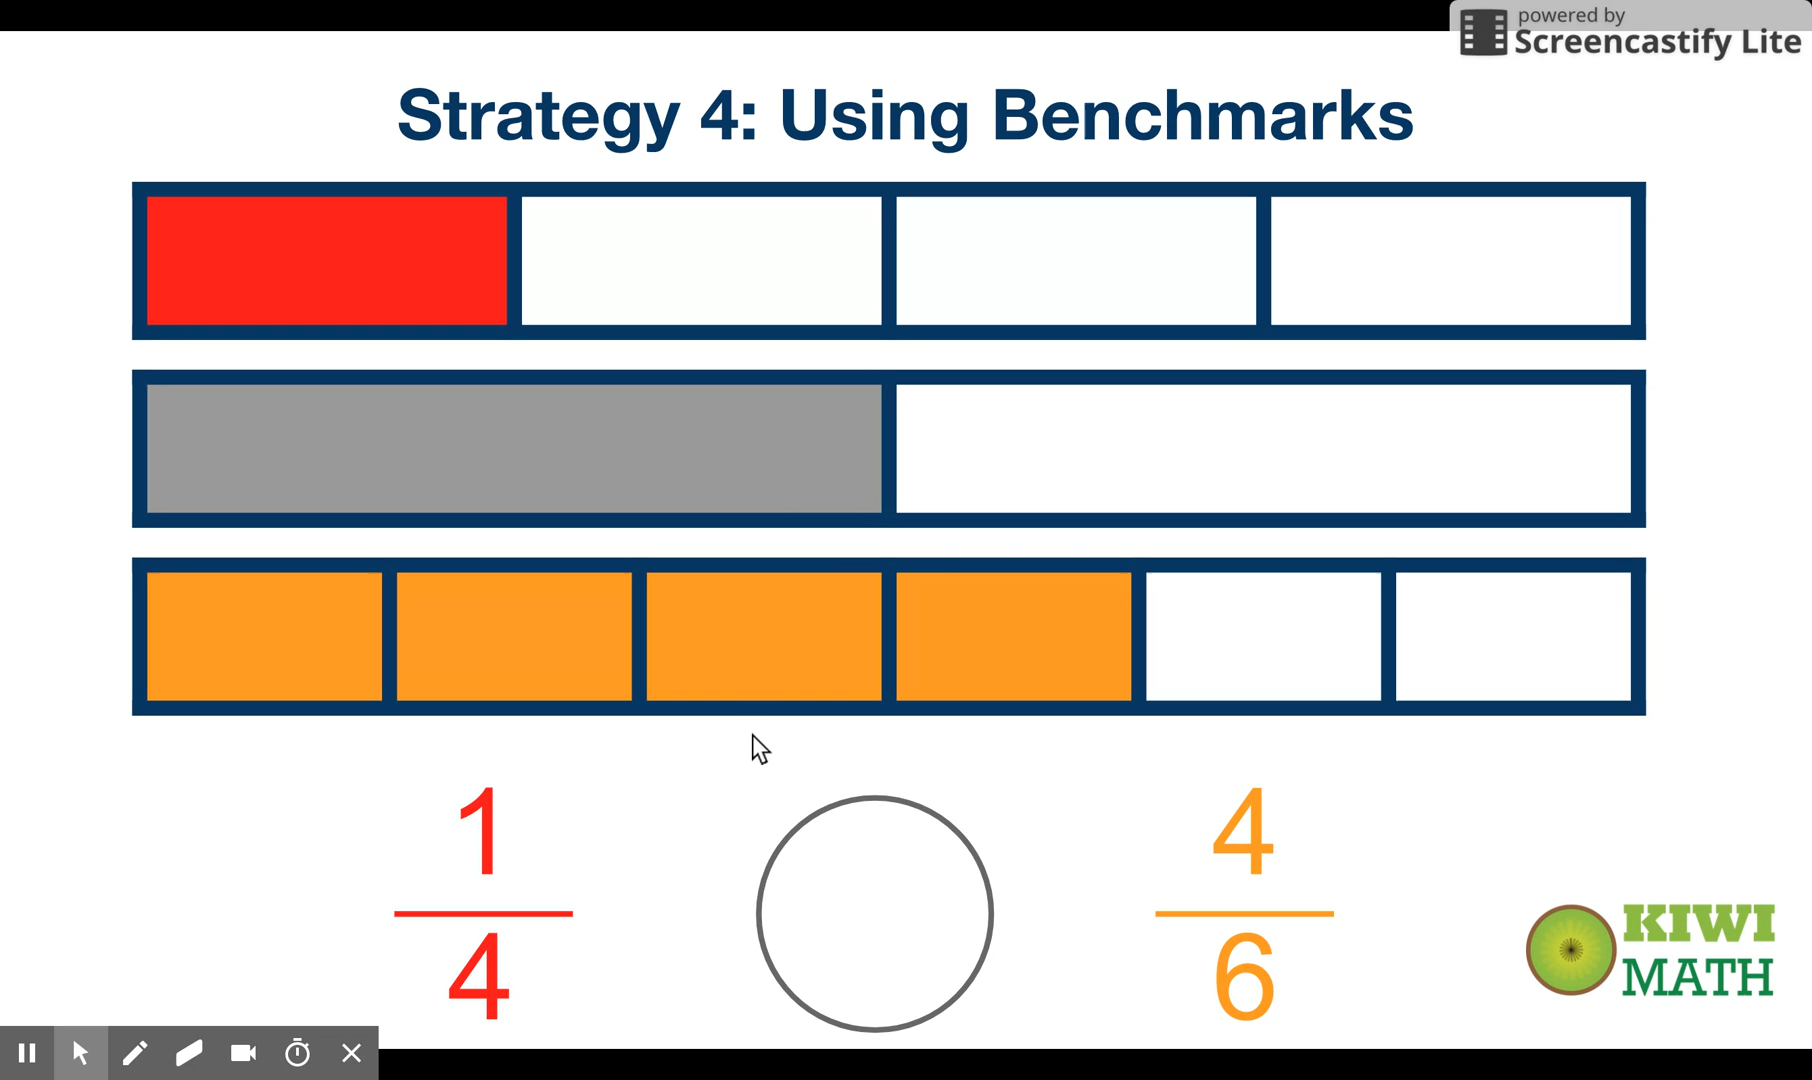 powered by
Screencastify Lite
Strategy 4: Using Benchmarks
1
4
4
6
KIWI
MATH